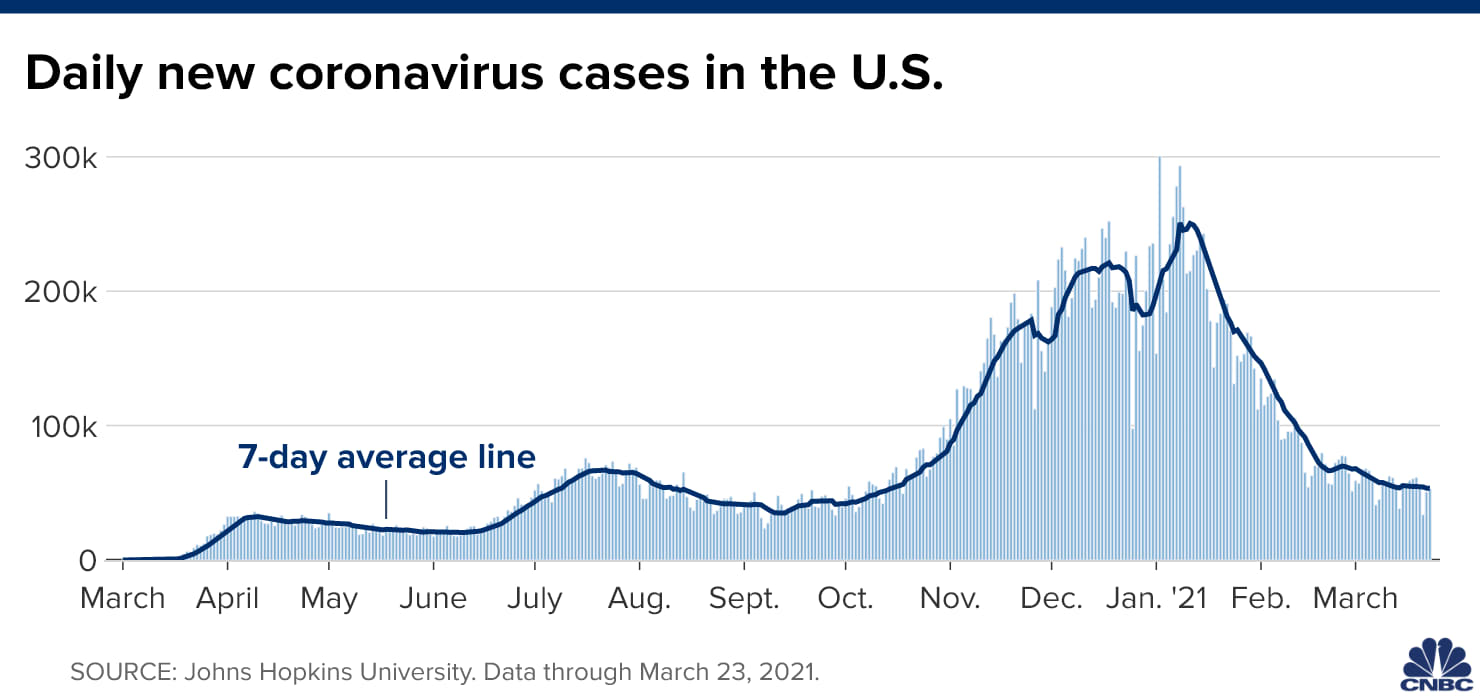 Daily new coronavirus cases in the U.S.
300k
200k
100k
7-day average line
0
March April May June July Aug. Sept. Oct. Nov. Dec. Jan. '21 Feb. March
SOURCE: Johns Hopkins University. Data through March 23, 2021.
CNBC